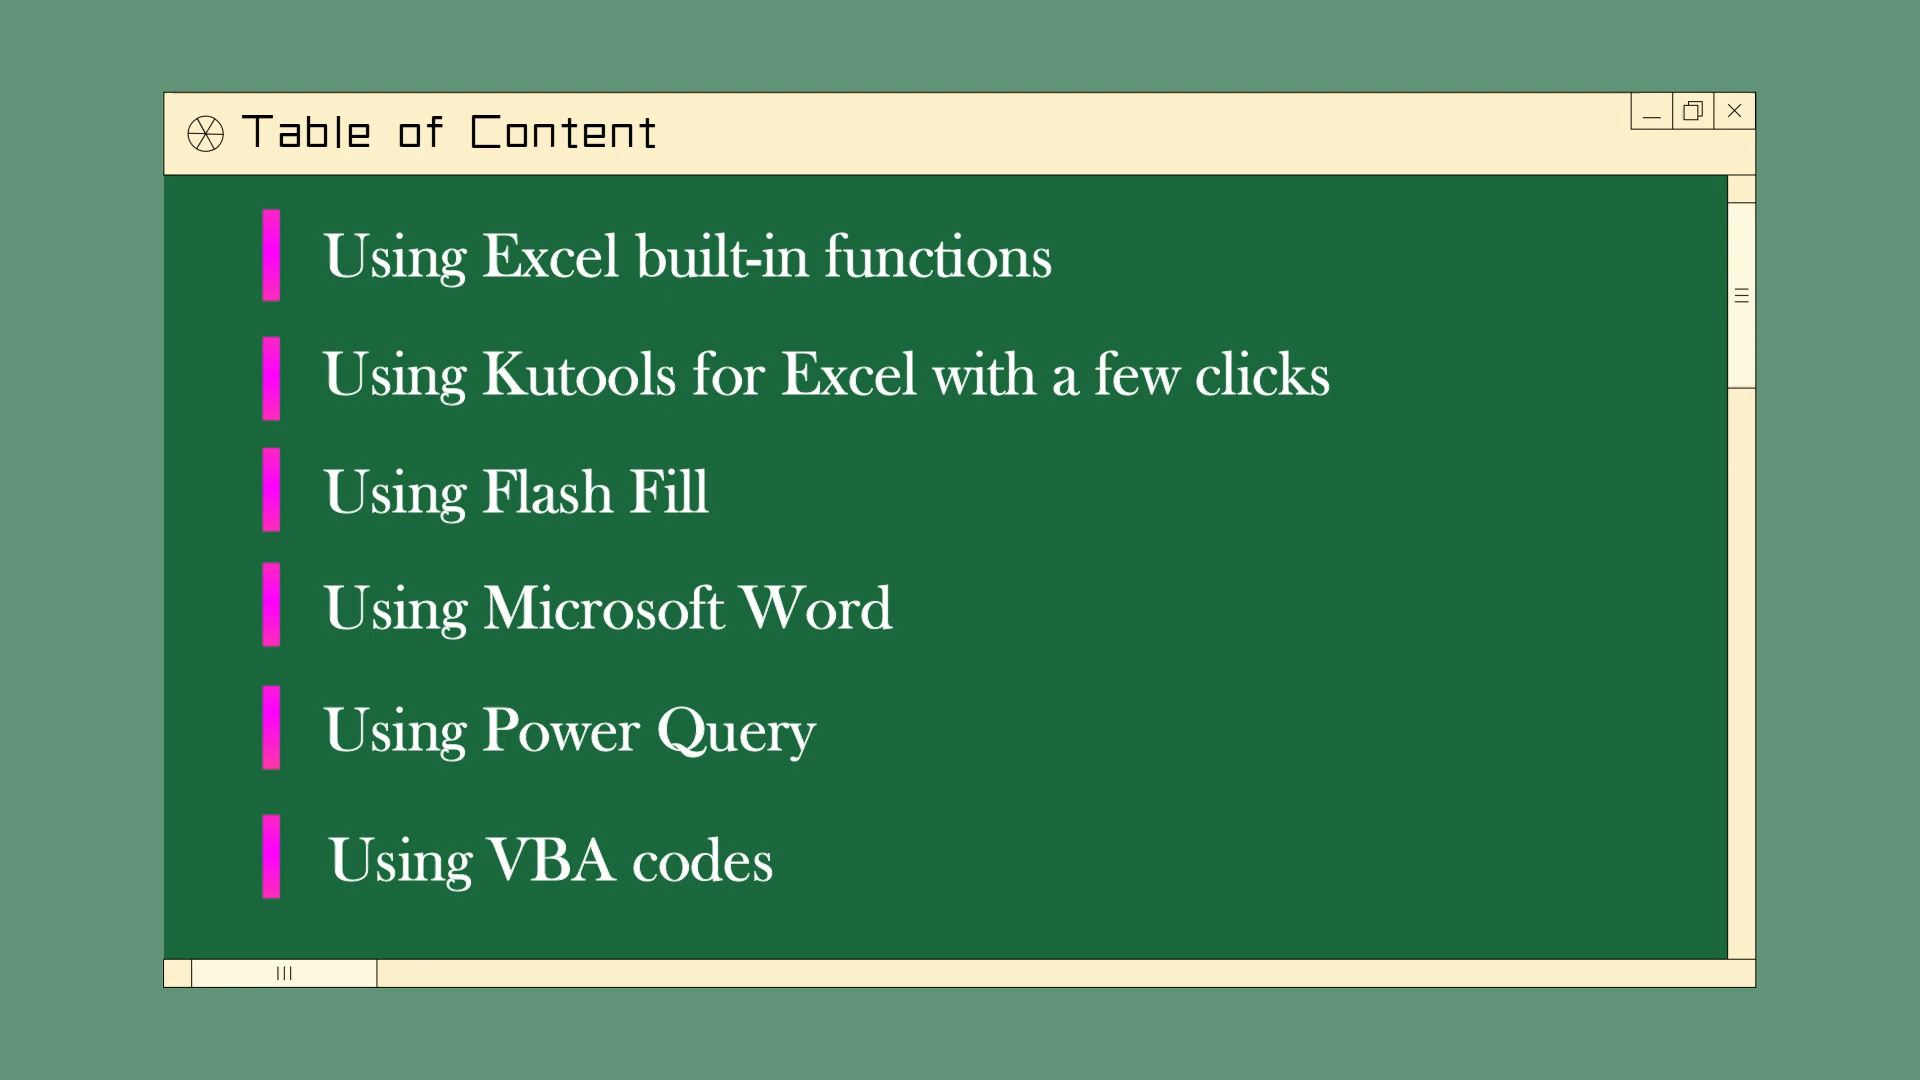 Table of Content
Using Excel built-in functions
Using Kutools for Excel with a few clicks
Using Flash Fill
Using Microsoft Word
Using Power Query
Using VBA codes